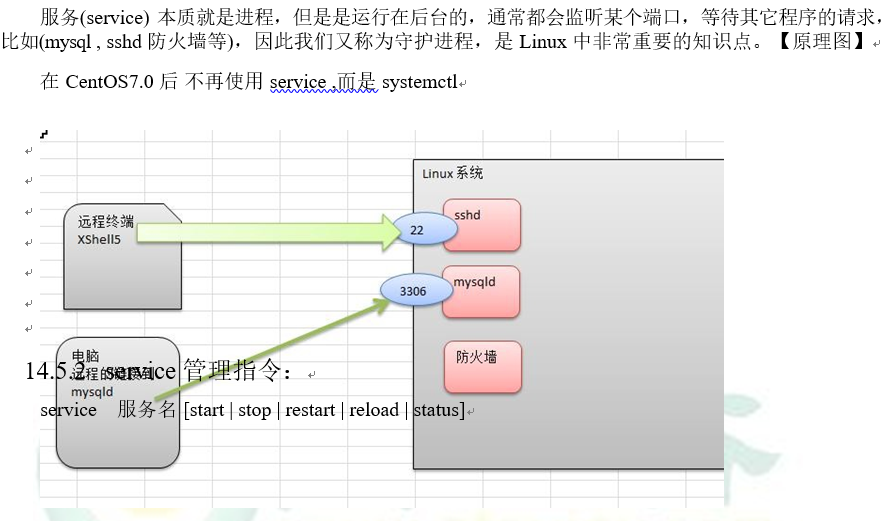 服务(service) 本质就是进程，但是是运行在后台的，通常都会监听某个端口，等待其它程序的请求，
比如(mysql , sshd 防火墙等)，因此我们又称为守护进程，是 Linux 中非常重要的知识点。【原理图】
在 CentOS7.0 后 不再使用 service ,而是 systemctl
Linux 系统
远程终端
XShell5
22
sshd
3306
mysqld
防火墙
电脑
mysqld
14.5.2 service 管理指令：
service 服务名 [start | stop | restart | reload | status]